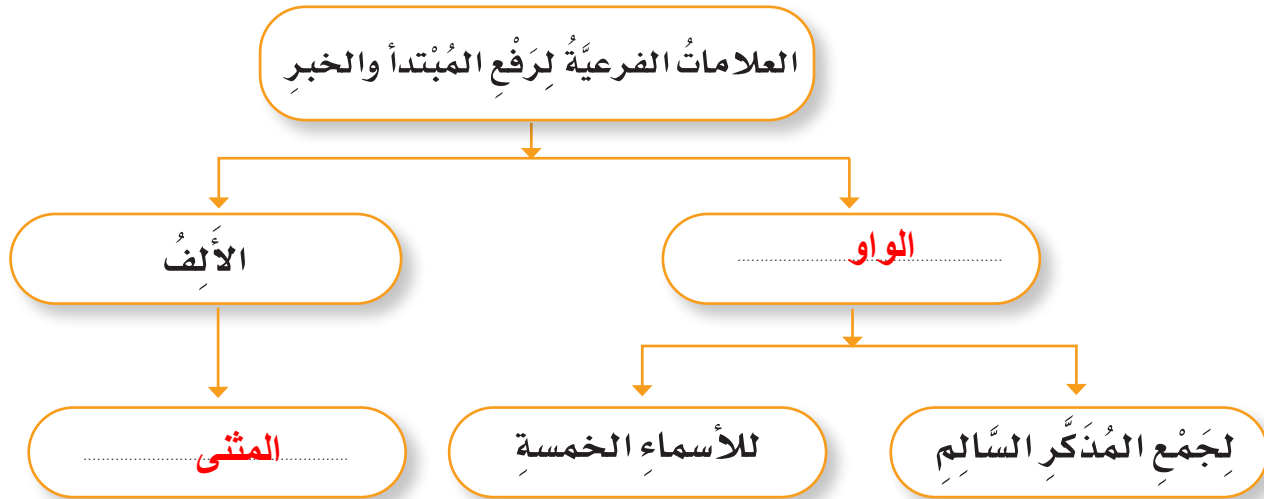 العلاماتُ الفرعيَّةُ لِرَفْعِ المُبْتدأ والخبرِ
الواو
الأَلِفُ
لِجَمْعِ المُذَكَّرِ السَّالِمِ
للأسماءِ الخمسةِ
المثنى